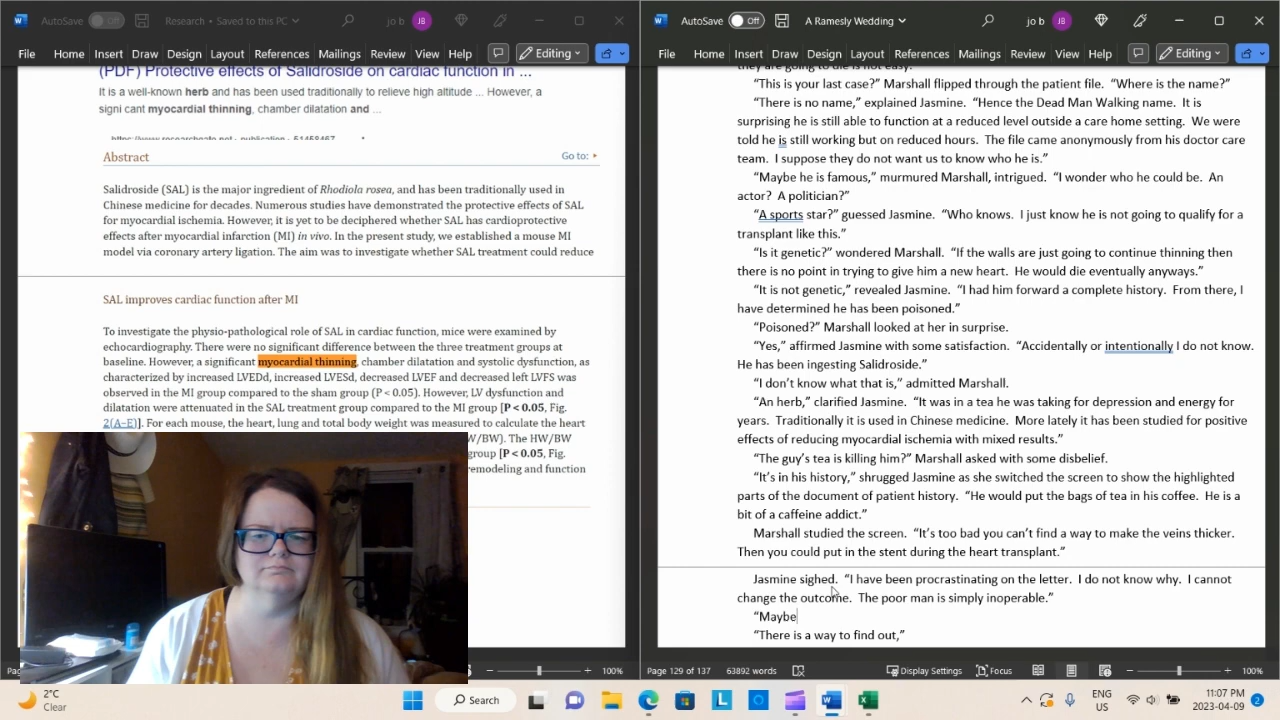 AutoSave Off Research • Saved to this PC jo b JB
File Home Insert Draw Design Layout References Mailings Review View Help Editing
(PDF) Protective effects of Salidroside on cardiac function in ...
It is a well-known herb and has been used traditionally to relieve high altitude ... However, a
signi cant myocardial thinning, chamber dilatation and ...
Abstract Go to:
Salidroside (SAL) is the major ingredient of Rhodiola rosea, and has been traditionally used in
Chinese medicine for decades. Numerous studies have demonstrated the protective effects of SAL
for myocardial ischemia. However, it is yet to be deciphered whether SAL has cardioprotective
effects after myocardial infarction (MI) in vivo. In the present study, we established a mouse MI
model via coronary artery ligation. The aim was to investigate whether SAL treatment could reduce
SAL improves cardiac function after MI
To investigate the physio-pathological role of SAL in cardiac function, mice were examined by
echocardiography. There were no significant difference between the three treatment groups at
baseline. However, a significant myocardial thinning, chamber dilatation and systolic dysfunction, as
characterized by increased LVEDd, increased LVESd, decreased LVEF and decreased left LVFS was
observed in the MI group compared to the sham group (P < 0.05). However, LV dysfunction and
dilatation were attenuated in the SAL treatment group compared to the MI group [P < 0.05, Fig.
2(A–E)]. For each mouse, the heart, lung and total body weight was measured to calculate the heart
W/BW). The HW/BW
group [P < 0.05, Fig.
remodeling and function
100%
AutoSave Off A Ramesly Wedding jo b JB
File Home Insert Draw Design Layout References Mailings Review View Help Editing
they are going to die is not easy.
“This is your last case?” Marshall flipped through the patient file. “Where is the name?”
“There is no name,” explained Jasmine. “Hence the Dead Man Walking name. It is
surprising he is still able to function at a reduced level outside a care home setting. We were
told he is still working but on reduced hours. The file came anonymously from his doctor care
team. I suppose they do not want us to know who he is.”
“Maybe he is famous,” murmured Marshall, intrigued. “I wonder who he could be. An
actor? A politician?”
“A sports star?” guessed Jasmine. “Who knows. I just know he is not going to qualify for a
transplant like this.”
“Is it genetic?” wondered Marshall. “If the walls are just going to continue thinning then
there is no point in trying to give him a new heart. He would die eventually anyways.”
“It is not genetic,” revealed Jasmine. “I had him forward a complete history. From there, I
have determined he has been poisoned.”
“Poisoned?” Marshall looked at her in surprise.
“Yes,” affirmed Jasmine with some satisfaction. “Accidentally or intentionally I do not know.
He has been ingesting Salidroside.”
“I don’t know what that is,” admitted Marshall.
“An herb,” clarified Jasmine. “It was in a tea he was taking for depression and energy for
years. Traditionally it is used in Chinese medicine. More lately it has been studied for positive
effects of reducing myocardial ischemia with mixed results.”
“The guy’s tea is killing him?” Marshall asked with some disbelief.
“It’s in his history,” shrugged Jasmine as she switched the screen to show the highlighted
parts of the document of patient history. “He would put the bags of tea in his coffee. He is a
bit of a caffeine addict.”
Marshall studied the screen. “It’s too bad you can’t find a way to make the veins thicker.
Then you could put in the stent during the heart transplant.”
Jasmine sighed. “I have been procrastinating on the letter. I do not know why. I cannot
change the outcome. The poor man is simply inoperable.”
“Maybe
“There is a way to find out,”
Page 129 of 137 63892 words Display Settings Focus 100%
2°C
Clear
Search
ENG
US
11:07 PM
2023-04-09